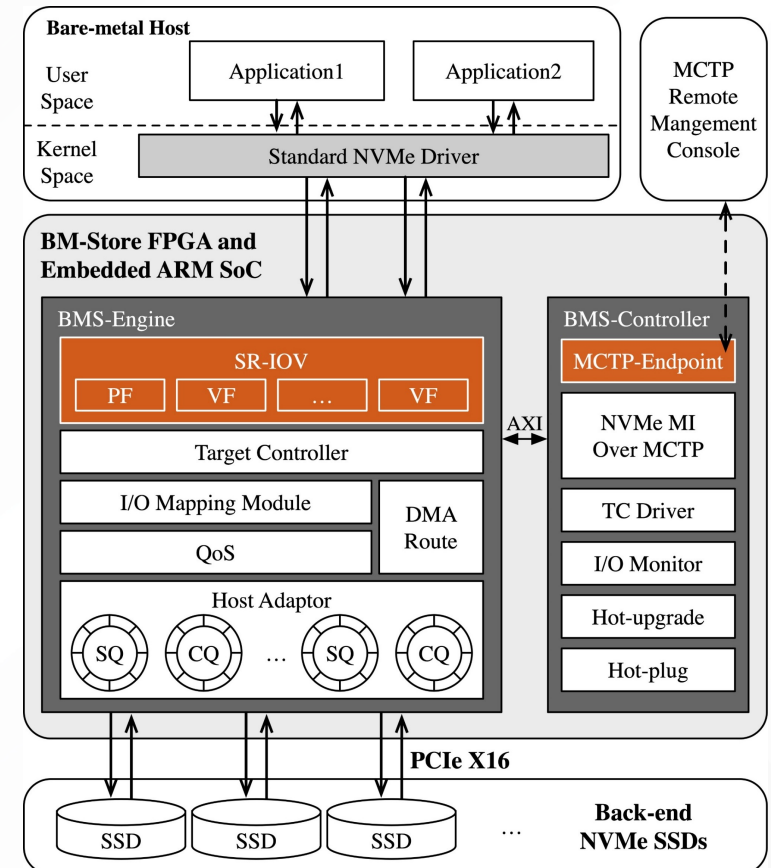 Bare-metal Host
User
Space
Application1
Application2
Kernel
Space
Standard NVMe Driver
MCTP
Remote
Mangement
Console
BM-Store FPGA and
Embedded ARM SoC
BMS-Engine
SR-IOV
PF
VF
...
VF
Target Controller
I/O Mapping Module
QoS
DMA
Route
Host Adaptor
SQ
CQ
...
SQ
CQ
AXI
BMS-Controller
MCTP-Endpoint
NVMe MI
Over MCTP
TC Driver
I/O Monitor
Hot-upgrade
Hot-plug
PCIe X16
SSD
SSD
SSD
...
Back-end
NVMe SSDs